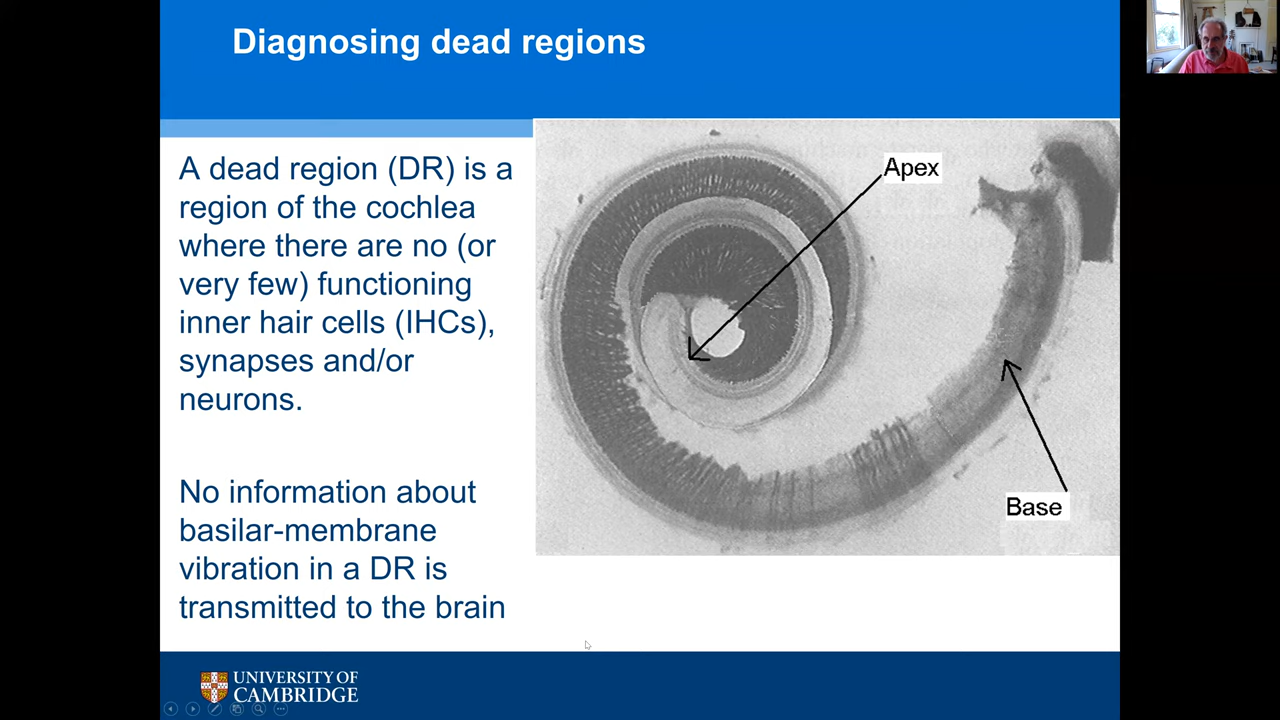 Diagnosing dead regions
A dead region (DR) is a
region of the cochlea
where there are no (or
very few) functioning
inner hair cells (IHCs),
synapses and/or
neurons.
No information about
basilar-membrane
vibration in a DR is
transmitted to the brain
Apex
Base
UNIVERSITY OF
CAMBRIDGE